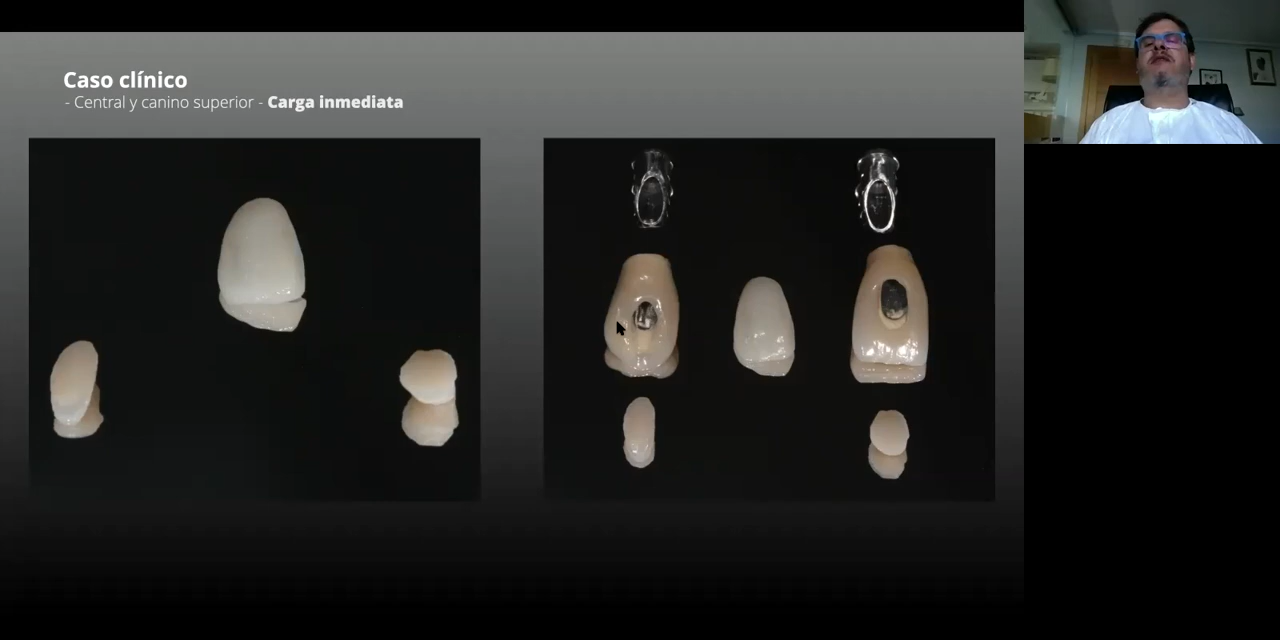 Caso clínico
- Central y canino superior - Carga inmediata